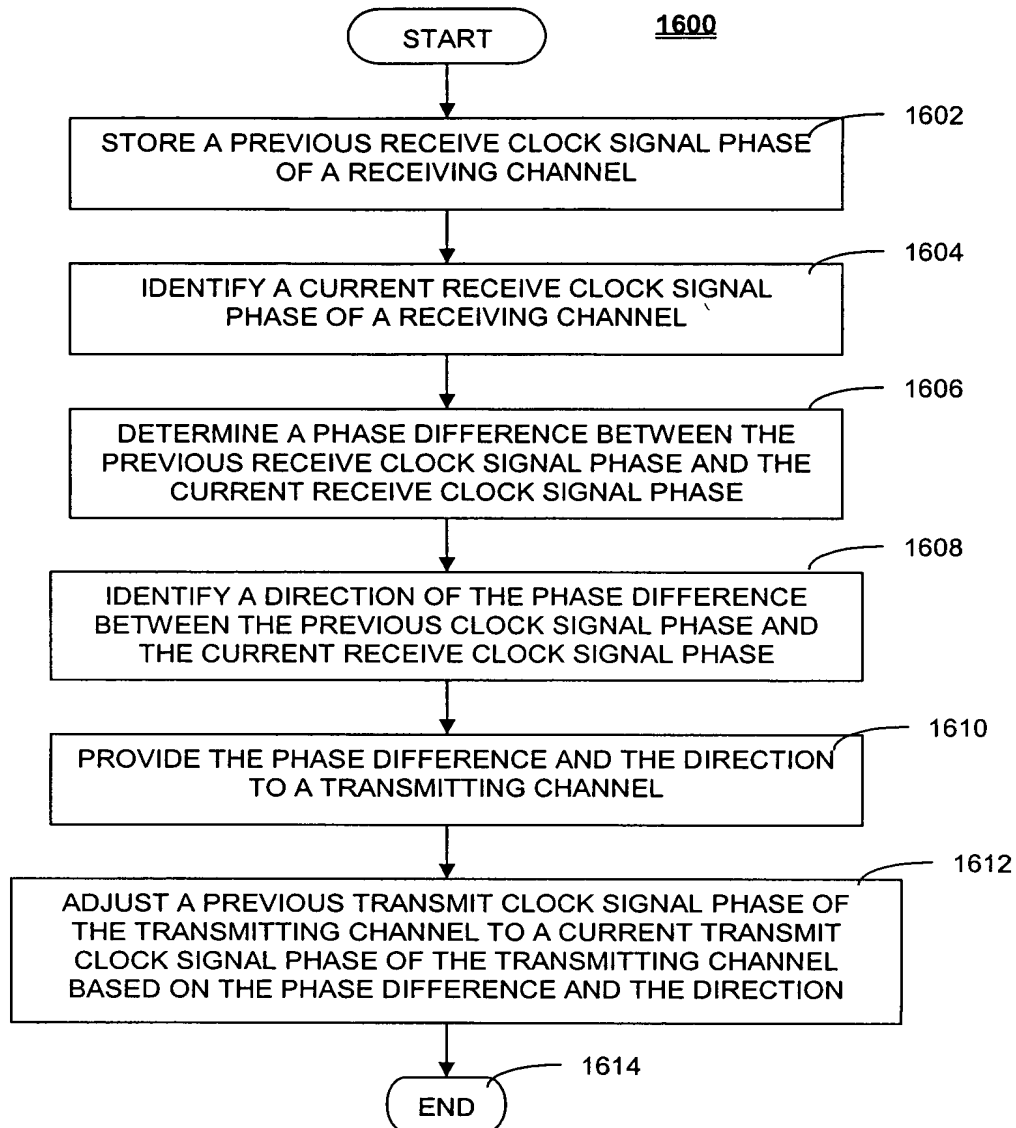 1600
START
1602
STORE A PREVIOUS RECEIVE CLOCK SIGNAL PHASE
OF A RECEIVING CHANNEL
1604
IDENTIFY A CURRENT RECEIVE CLOCK SIGNAL
PHASE OF A RECEIVING CHANNEL
1606
DETERMINE A PHASE DIFFERENCE BETWEEN THE
PREVIOUS RECEIVE CLOCK SIGNAL PHASE AND THE
CURRENT RECEIVE CLOCK SIGNAL PHASE
1608
IDENTIFY A DIRECTION OF THE PHASE DIFFERENCE
BETWEEN THE PREVIOUS CLOCK SIGNAL PHASE AND
THE CURRENT RECEIVE CLOCK SIGNAL PHASE
1610
PROVIDE THE PHASE DIFFERENCE AND THE DIRECTION
TO A TRANSMITTING CHANNEL
1612
ADJUST A PREVIOUS TRANSMIT CLOCK SIGNAL PHASE OF
THE TRANSMITTING CHANNEL TO A CURRENT TRANSMIT
CLOCK SIGNAL PHASE OF THE TRANSMITTING CHANNEL
BASED ON THE PHASE DIFFERENCE AND THE DIRECTION
1614
END